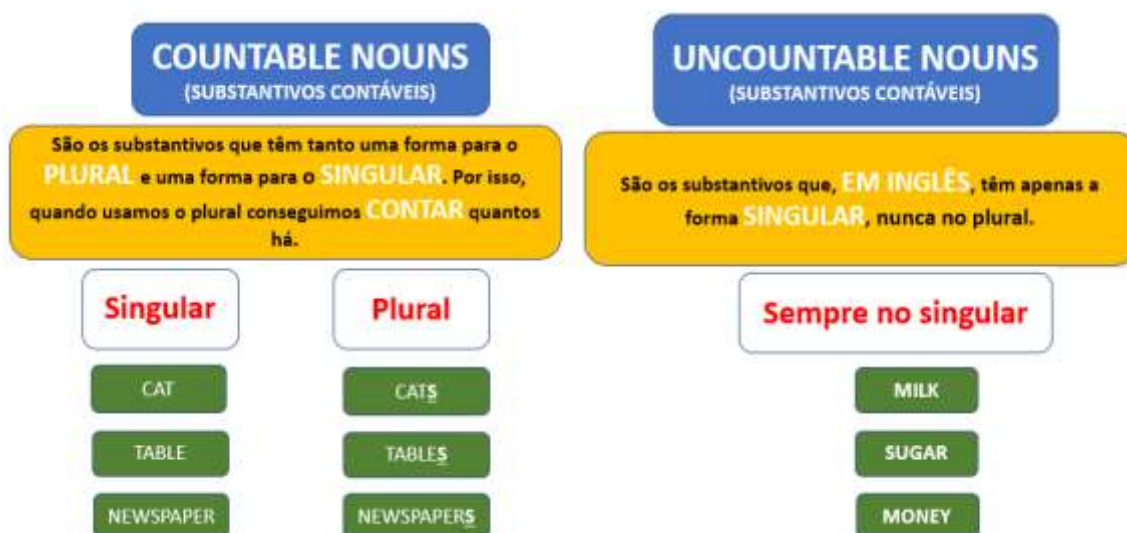 COUNTABLE NOUNS
(SUBSTANTIVOS CONTÁVEIS)
São os substantivos que têm tanto uma forma para o
PLURAL e uma forma para o SINGULAR. Por isso,
quando usamos o plural conseguimos CONTAR quantos
há.
Singular
Plural
CAT
CATS
TABLE
TABLES
NEWSPAPER
NEWSPAPERS
UNCOUNTABLE NOUNS
(SUBSTANTIVOS CONTÁVEIS)
São os substantivos que, EM INGLÊS, têm apenas a
forma SINGULAR, nunca no plural.
Sempre no singular
MILK
SUGAR
MONEY